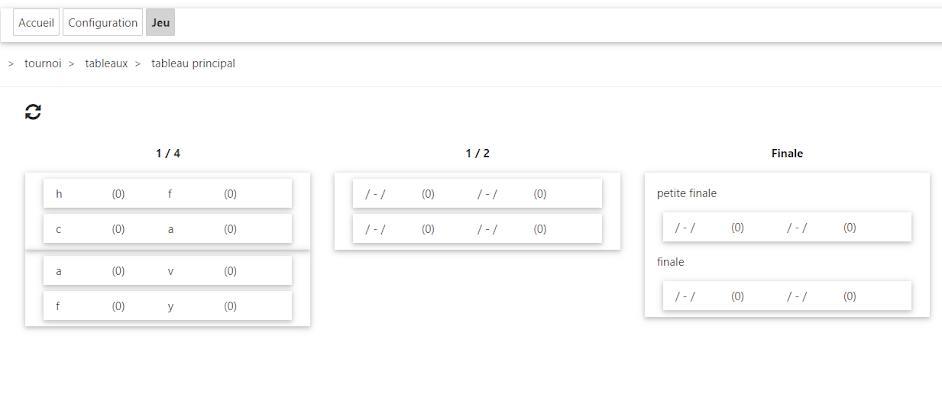 Accueil Configuration Jeu
> tournoi > tableaux > tableau principal
1 / 4
h (0) f (0)
c (0) a (0)
a (0) v (0)
f (0) y (0)
1 / 2
/ - / (0) / - / (0)
/ - / (0) / - / (0)
Finale
petite finale
/ - / (0) / - / (0)
finale
/ - / (0) / - / (0)